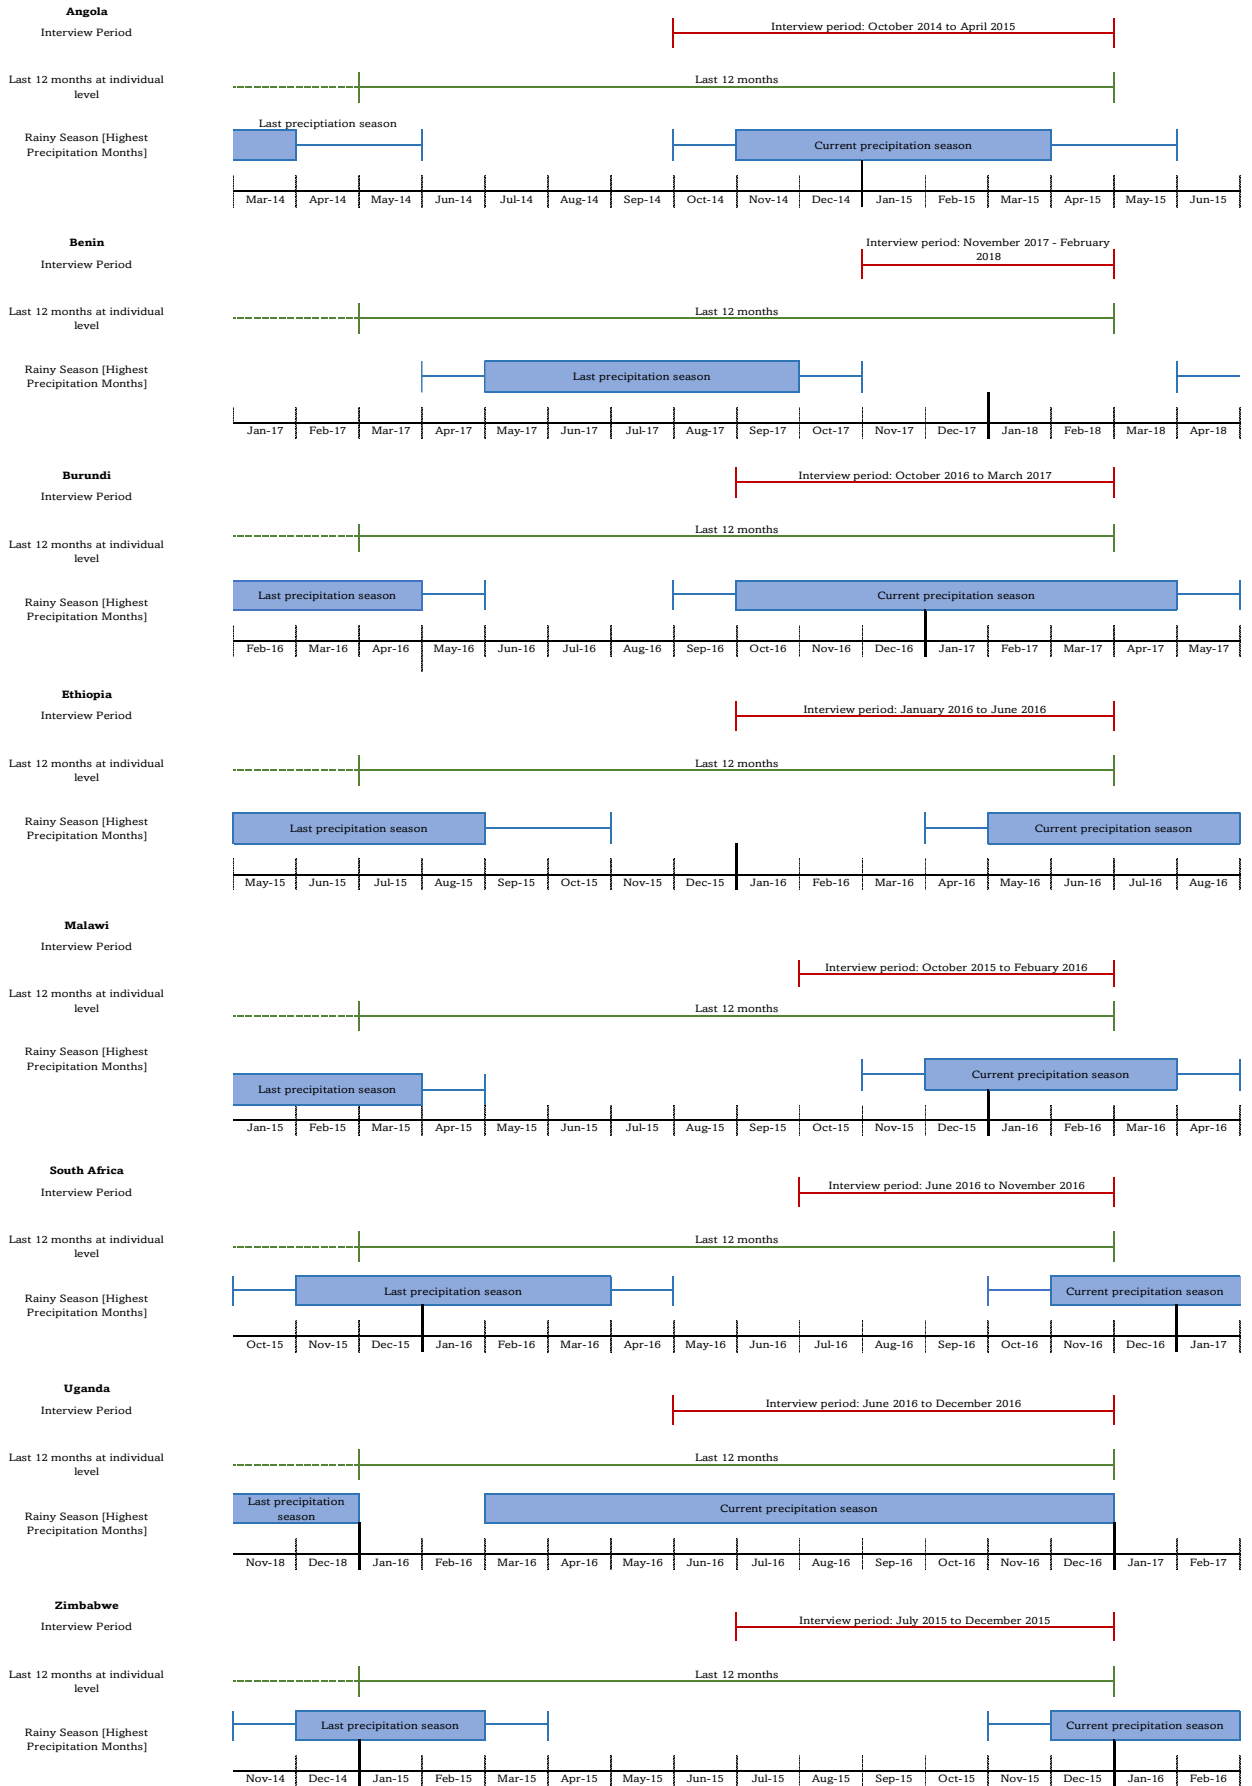 Angola
Interview Period
Interview period: October 2014 to April 2015
Last 12 months at individual
level
Last 12 months
Rainy Season [Highest
Precipitation Months]
Last preciptiation season
Current precipitation season
Mar-14 Apr-14 May-14 Jun-14 Jul-14 Aug-14 Sep-14 Oct-14 Nov-14 Dec-14 Jan-15 Feb-15 Mar-15 Apr-15 May-15 Jun-15
Benin
Interview Period
Interview period: November 2017 - February
2018
Last 12 months at individual
level
Last 12 months
Rainy Season [Highest
Precipitation Months]
Last precipitation season
Jan-17 Feb-17 Mar-17 Apr-17 May-17 Jun-17 Jul-17 Aug-17 Sep-17 Oct-17 Nov-17 Dec-17 Jan-18 Feb-18 Mar-18 Apr-18
Burundi
Interview Period
Interview period: October 2016 to March 2017
Last 12 months at individual
level
Last 12 months
Rainy Season [Highest
Precipitation Months]
Last precipitation season
Current precipitation season
Feb-16 Mar-16 Apr-16 May-16 Jun-16 Jul-16 Aug-16 Sep-16 Oct-16 Nov-16 Dec-16 Jan-17 Feb-17 Mar-17 Apr-17 May-17
Ethiopia
Interview Period
Interview period: January 2016 to June 2016
Last 12 months at individual
level
Last 12 months
Rainy Season [Highest
Precipitation Months]
Last precipitation season
Current precipitation season
May-15 Jun-15 Jul-15 Aug-15 Sep-15 Oct-15 Nov-15 Dec-15 Jan-16 Feb-16 Mar-16 Apr-16 May-16 Jun-16 Jul-16 Aug-16
Malawi
Interview Period
Interview period: October 2015 to Febuary 2016
Last 12 months at individual
level
Last 12 months
Rainy Season [Highest
Precipitation Months]
Last precipitation season
Current precipitation season
Jan-15 Feb-15 Mar-15 Apr-15 May-15 Jun-15 Jul-15 Aug-15 Sep-15 Oct-15 Nov-15 Dec-15 Jan-16 Feb-16 Mar-16 Apr-16
South Africa
Interview Period
Interview period: June 2016 to November 2016
Last 12 months at individual
level
Last 12 months
Rainy Season [Highest
Precipitation Months]
Last precipitation season
Current precipitation season
Oct-15 Nov-15 Dec-15 Jan-16 Feb-16 Mar-16 Apr-16 May-16 Jun-16 Jul-16 Aug-16 Sep-16 Oct-16 Nov-16 Dec-16 Jan-17
Uganda
Interview Period
Interview period: June 2016 to December 2016
Last 12 months at individual
level
Last 12 months
Rainy Season [Highest
Precipitation Months]
Last precipitation
season
Current precipitation season
Nov-18 Dec-18 Jan-16 Feb-16 Mar-16 Apr-16 May-16 Jun-16 Jul-16 Aug-16 Sep-16 Oct-16 Nov-16 Dec-16 Jan-17 Feb-17
Zimbabwe
Interview Period
Interview period: July 2015 to December 2015
Last 12 months at individual
level
Last 12 months
Rainy Season [Highest
Precipitation Months]
Last precipitation season
Current precipitation season
Nov-14 Dec-14 Jan-15 Feb-15 Mar-15 Apr-15 May-15 Jun-15 Jul-15 Aug-15 Sep-15 Oct-15 Nov-15 Dec-15 Jan-16 Feb-16